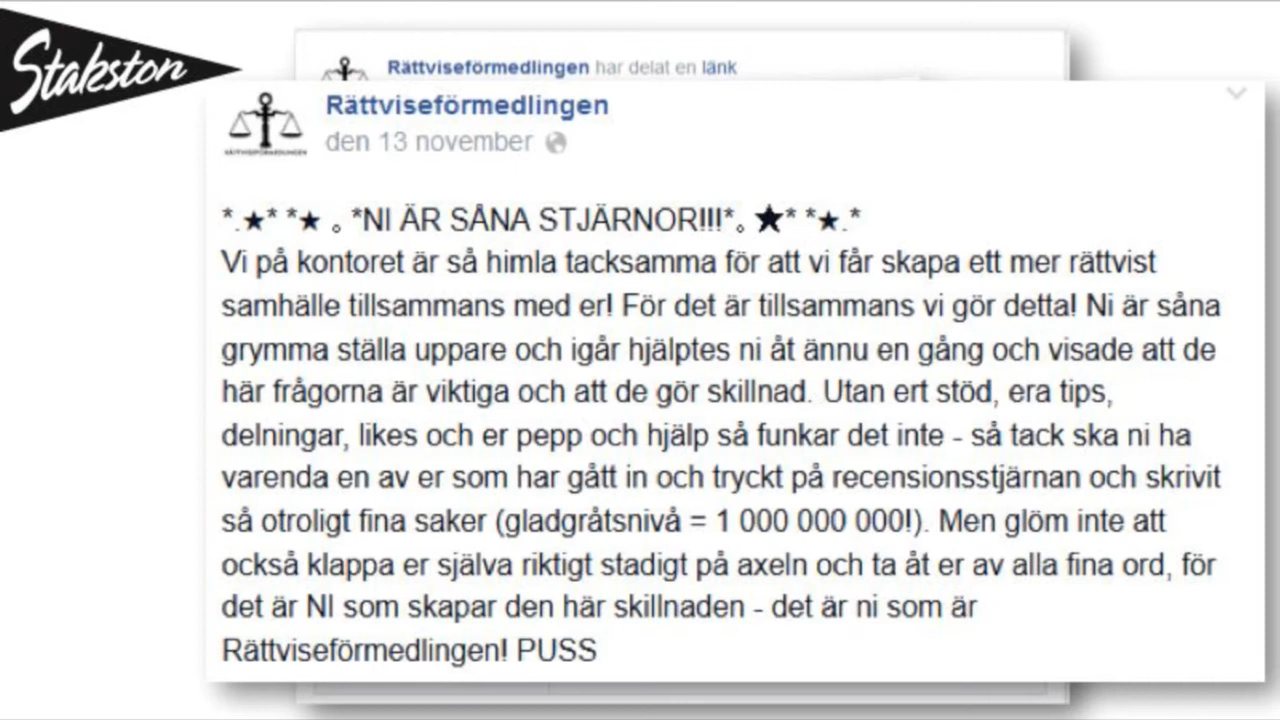 Stakston
Rättviseförmedlingen har delat en länk
Rättviseförmedlingen
den 13 november
RÄTTVISEFÖRMEDLINGEN
*.★* *★ 。*NI ÄR SÅNA STJÄRNOR!!!*。★* *★.*
Vi på kontoret är så himla tacksamma för att vi får skapa ett mer rättvist
samhälle tillsammans med er! För det är tillsammans vi gör detta! Ni är såna
grymma ställa uppare och igår hjälptes ni åt ännu en gång och visade att de
här frågorna är viktiga och att de gör skillnad. Utan ert stöd, era tips,
delningar, likes och er pepp och hjälp så funkar det inte - så tack ska ni ha
varenda en av er som har gått in och tryckt på recensionsstjärnan och skrivit
så otroligt fina saker (gladgråtsnivå = 1 000 000 000!). Men glöm inte att
också klappa er själva riktigt stadigt på axeln och ta åt er av alla fina ord, för
det är NI som skapar den här skillnaden - det är ni som är
Rättviseförmedlingen! PUSS